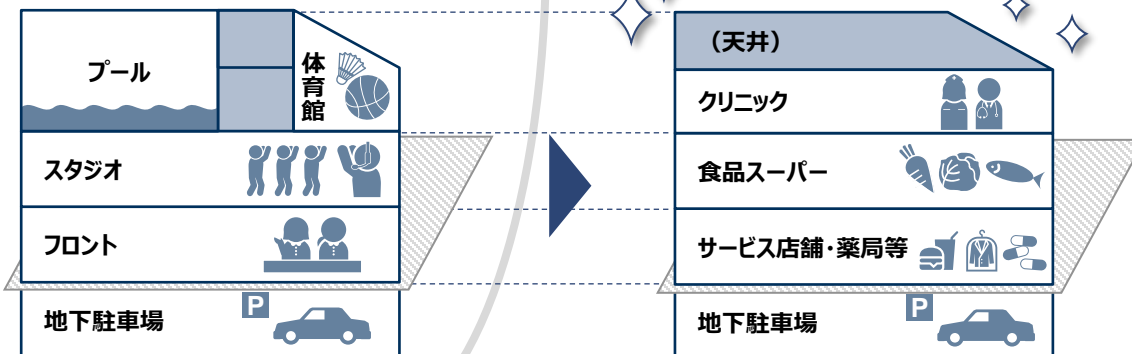 プール
体育館
スタジオ
フロント
P
地下駐車場
（天井）
クリニック
食品スーパー
サービス店舗・薬局等
P
地下駐車場